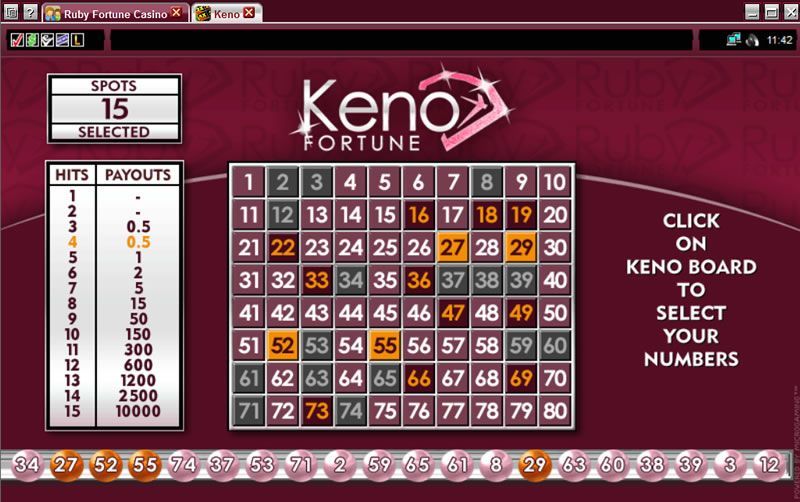 ? Ruby Fortune Casino Keno
L 11:42
SPOTS
15
SELECTED
Keno
FORTUNE
HITS PAYOUTS
1 -
2 -
3 0.5
4 0.5
5 1
6 2
7 5
8 15
9 50
10 150
11 300
12 600
13 1200
14 2500
15 10000
1 2 3 4 5 6 7 8 9 10
11 12 13 14 15 16 17 18 19 20
21 22 23 24 25 26 27 28 29 30
31 32 33 34 35 36 37 38 39 40
41 42 43 44 45 46 47 48 49 50
51 52 53 54 55 56 57 58 59 60
61 62 63 64 65 66 67 68 69 70
71 72 73 74 75 76 77 78 79 80
CLICK
ON
KENO BOARD
TO
SELECT
YOUR
NUMBERS
34 27 52 55 74 37 53 71 2 59 65 61 8 29 63 60 38 39 3 12